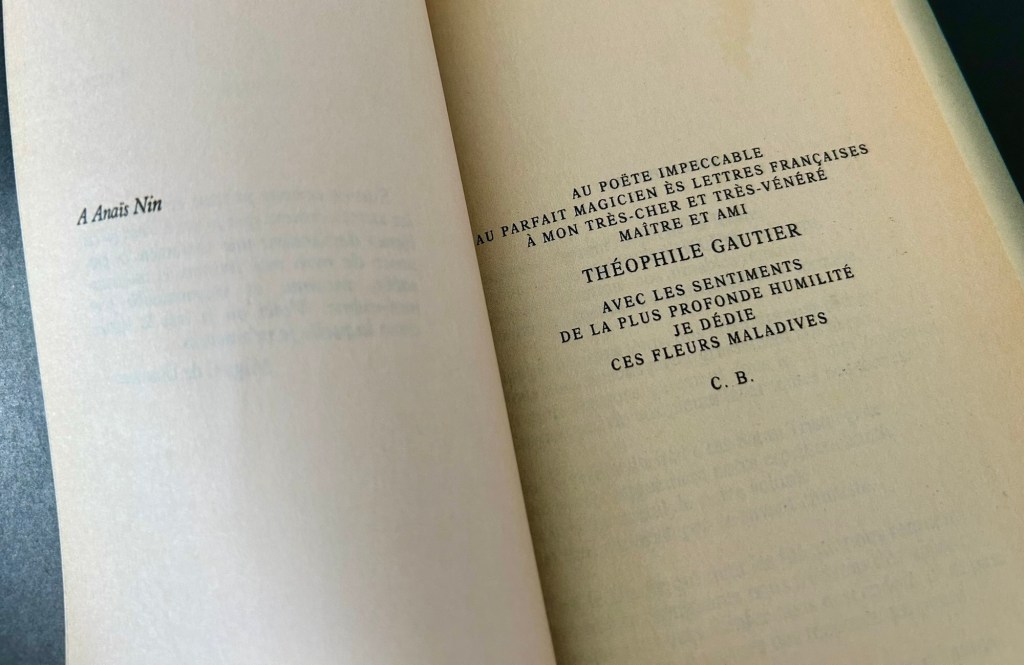 A Anaïs Nin
AU POËTE IMPECCABLE
AU PARFAIT MAGICIEN ÈS LETTRES FRANÇAISES
À MON TRÈS-CHER ET TRÈS-VÉNÉRÉ
MAÎTRE ET AMI
THÉOPHILE GAUTIER
AVEC LES SENTIMENTS
DE LA PLUS PROFONDE HUMILITÉ
JE DÉDIE
CES FLEURS MALADIVES
C. B.